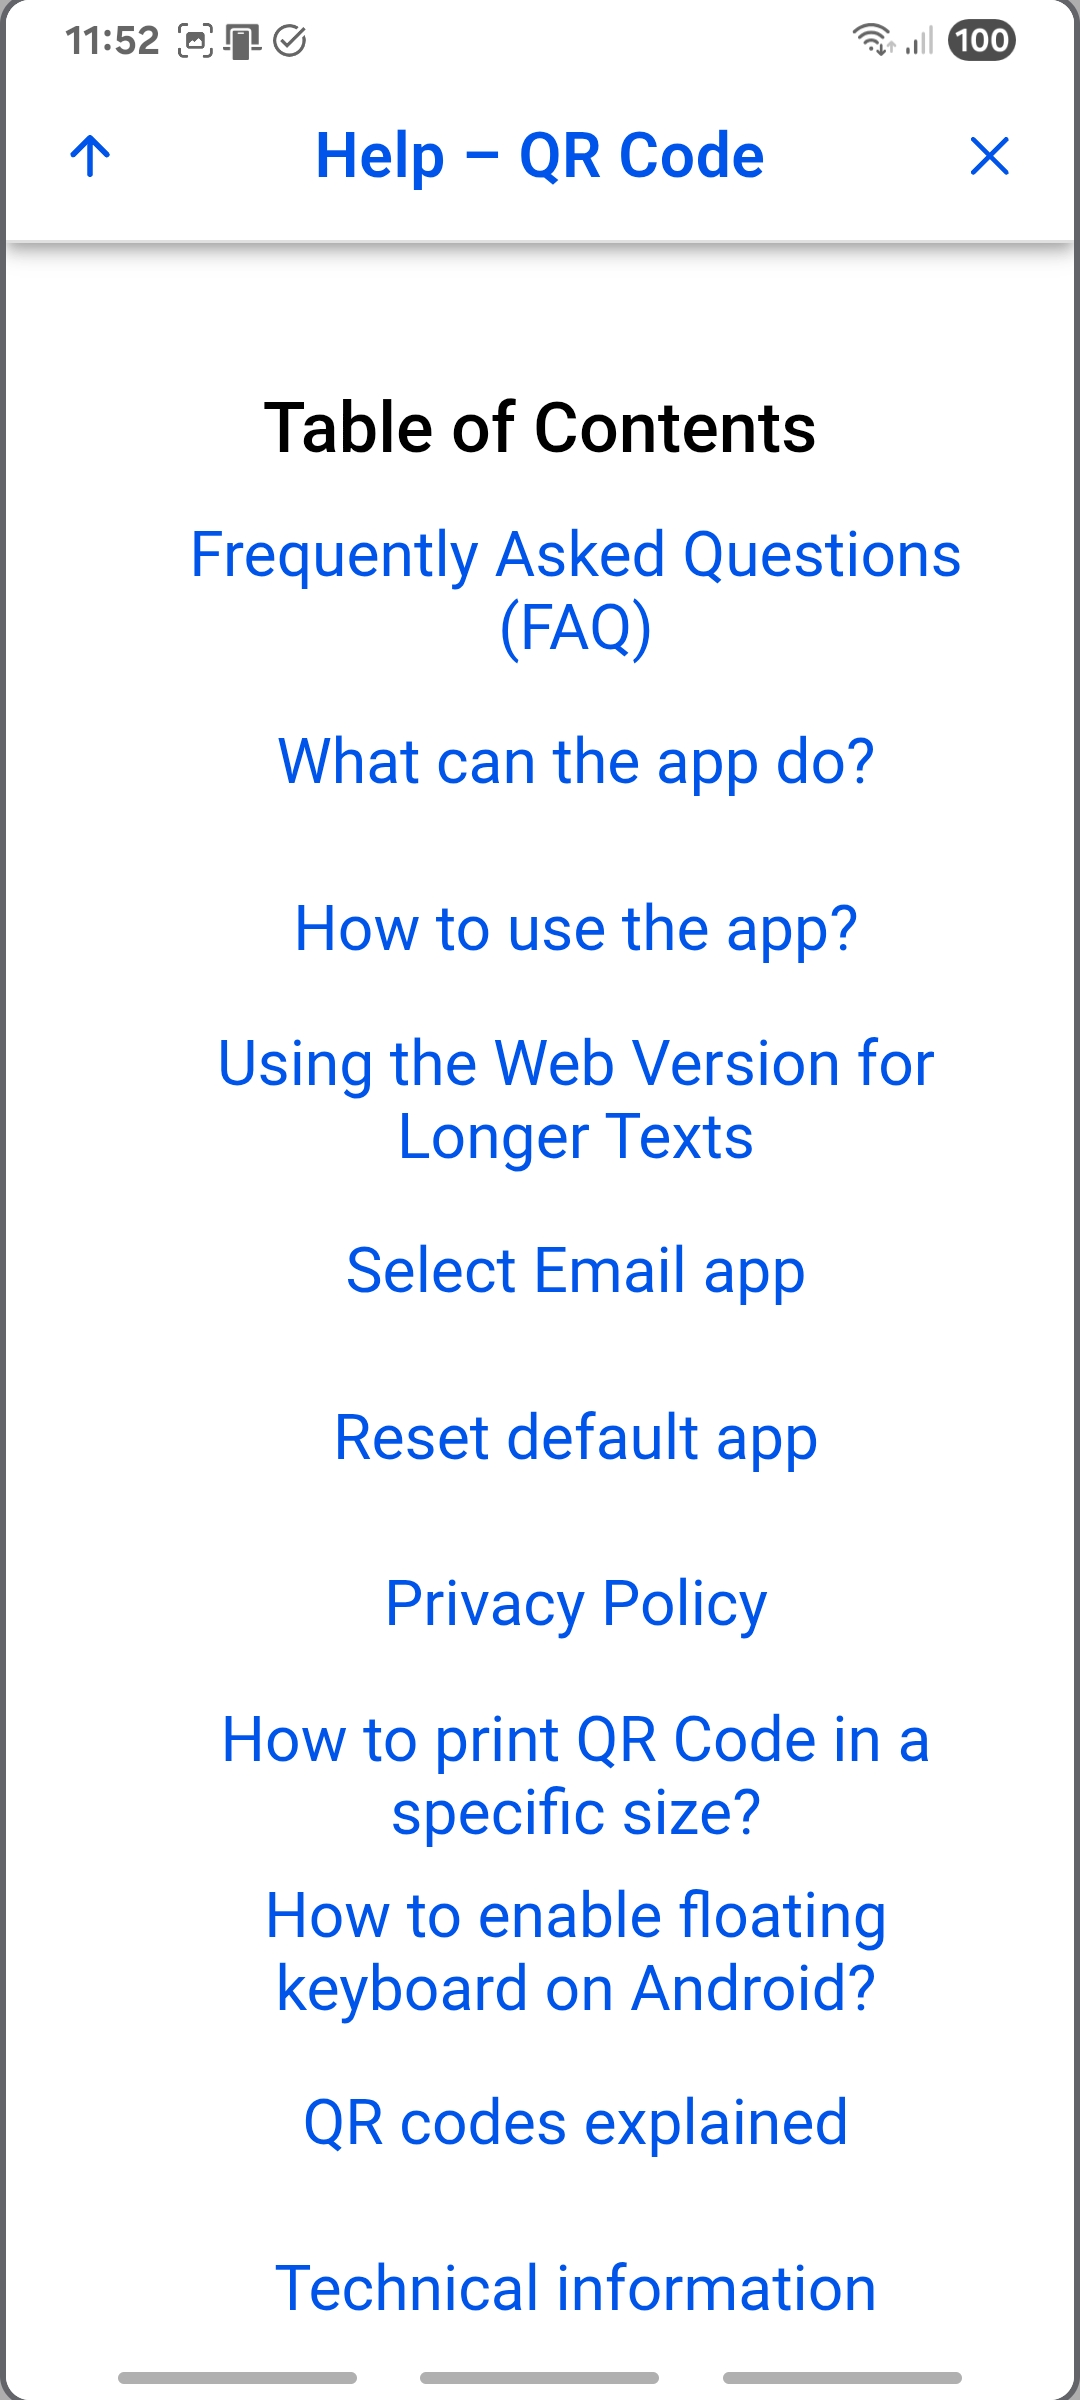 11:52
100
Help – QR Code
Table of Contents
Frequently Asked Questions
(FAQ)
What can the app do?
How to use the app?
Using the Web Version for
Longer Texts
Select Email app
Reset default app
Privacy Policy
How to print QR Code in a
specific size?
How to enable floating
keyboard on Android?
QR codes explained
Technical information